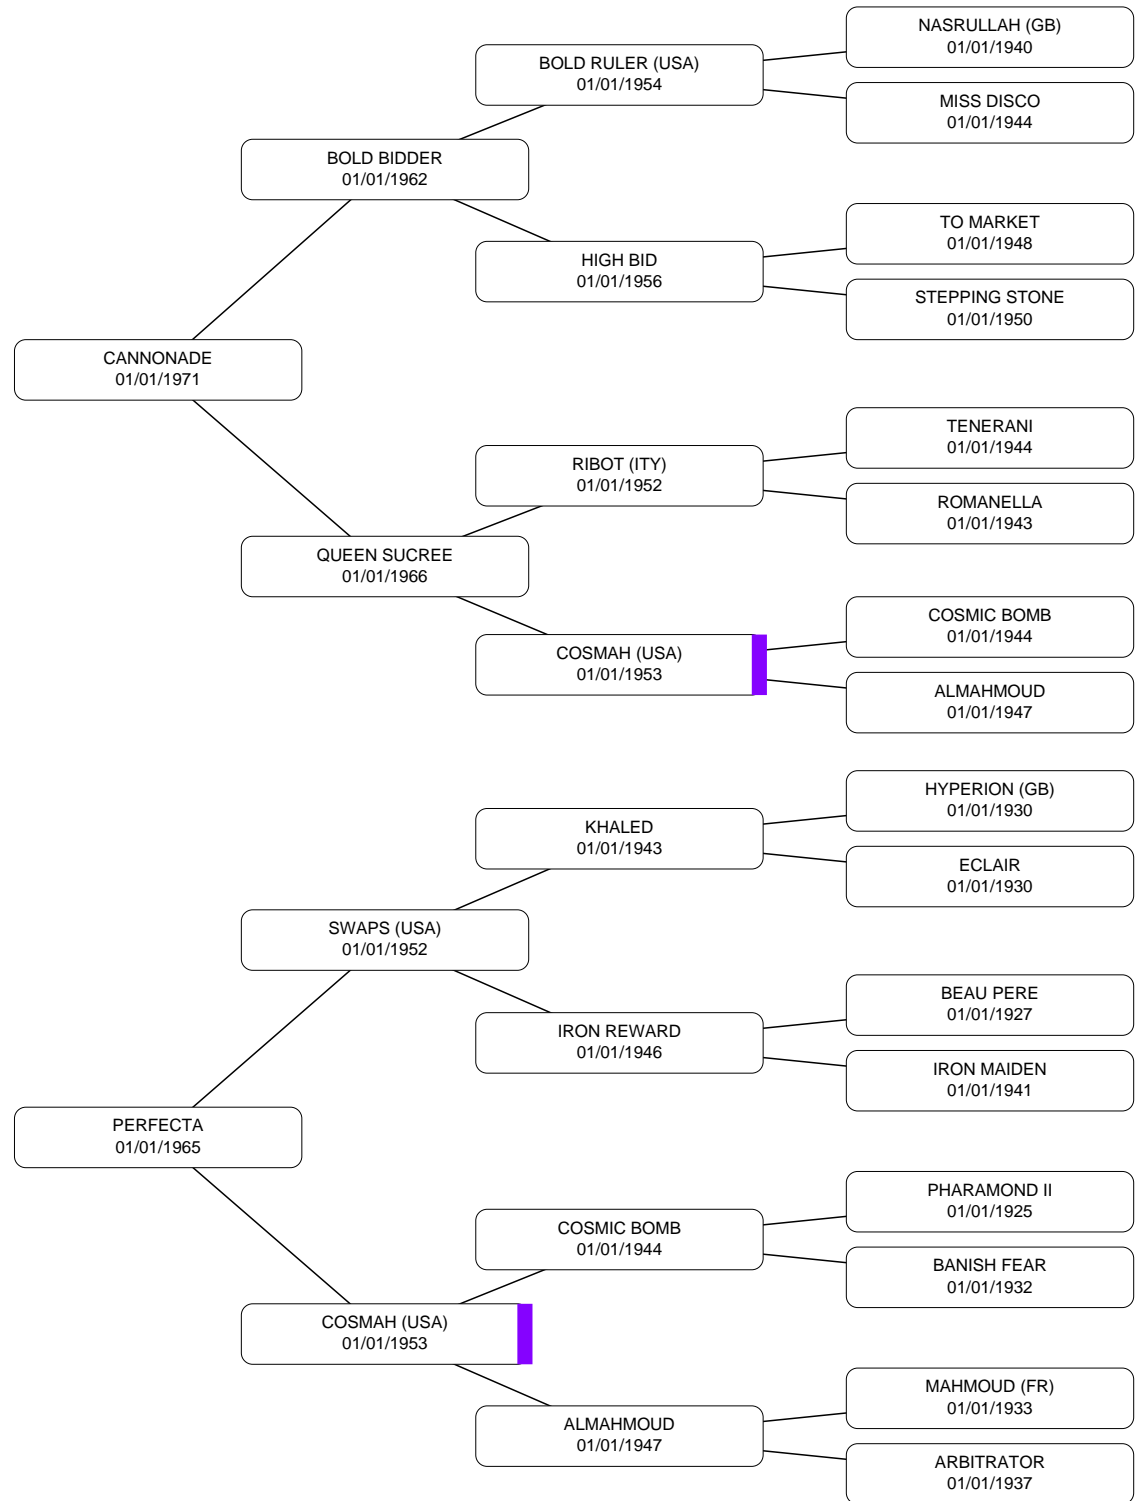 NASRULLAH (GB)
01/01/1940
BOLD RULER (USA)
01/01/1954
MISS DISCO
01/01/1944
BOLD BIDDER
01/01/1962
TO MARKET
01/01/1948
HIGH BID
01/01/1956
STEPPING STONE
01/01/1950
CANNONADE
01/01/1971
TENERANI
01/01/1944
RIBOT (ITY)
01/01/1952
ROMANELLA
01/01/1943
QUEEN SUCREE
01/01/1966
COSMIC BOMB
01/01/1944
COSMAH (USA)
01/01/1953
ALMAHMOUD
01/01/1947
HYPERION (GB)
01/01/1930
KHALED
01/01/1943
ECLAIR
01/01/1930
SWAPS (USA)
01/01/1952
BEAU PERE
01/01/1927
IRON REWARD
01/01/1946
IRON MAIDEN
01/01/1941
PERFECTA
01/01/1965
PHARAMOND II
01/01/1925
COSMIC BOMB
01/01/1944
BANISH FEAR
01/01/1932
COSMAH (USA)
01/01/1953
MAHMOUD (FR)
01/01/1933
ALMAHMOUD
01/01/1947
ARBITRATOR
01/01/1937